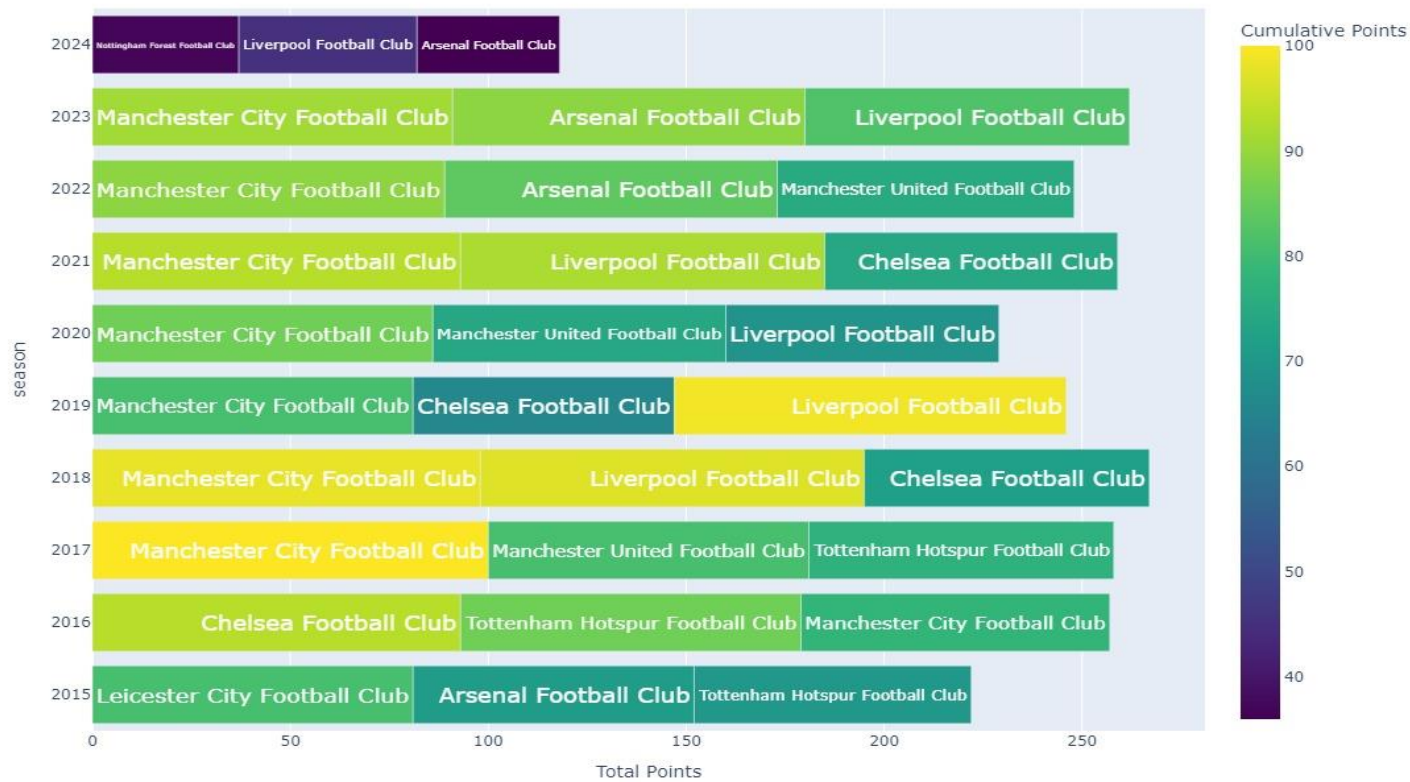 Cumulative Points
100
90
80
70
60
50
40
season
2024 Nottingham Forest Football Club Liverpool Football Club Arsenal Football Club
2023 Manchester City Football Club Arsenal Football Club Liverpool Football Club
2022 Manchester City Football Club Arsenal Football Club Manchester United Football Club
2021 Manchester City Football Club Liverpool Football Club Chelsea Football Club
2020 Manchester City Football Club Manchester United Football Club Liverpool Football Club
2019 Manchester City Football Club Chelsea Football Club Liverpool Football Club
2018 Manchester City Football Club Liverpool Football Club Chelsea Football Club
2017 Manchester City Football Club Manchester United Football Club Tottenham Hotspur Football Club
2016 Chelsea Football Club Tottenham Hotspur Football Club Manchester City Football Club
2015 Leicester City Football Club Arsenal Football Club Tottenham Hotspur Football Club
0 50 100 150 200 250
Total Points